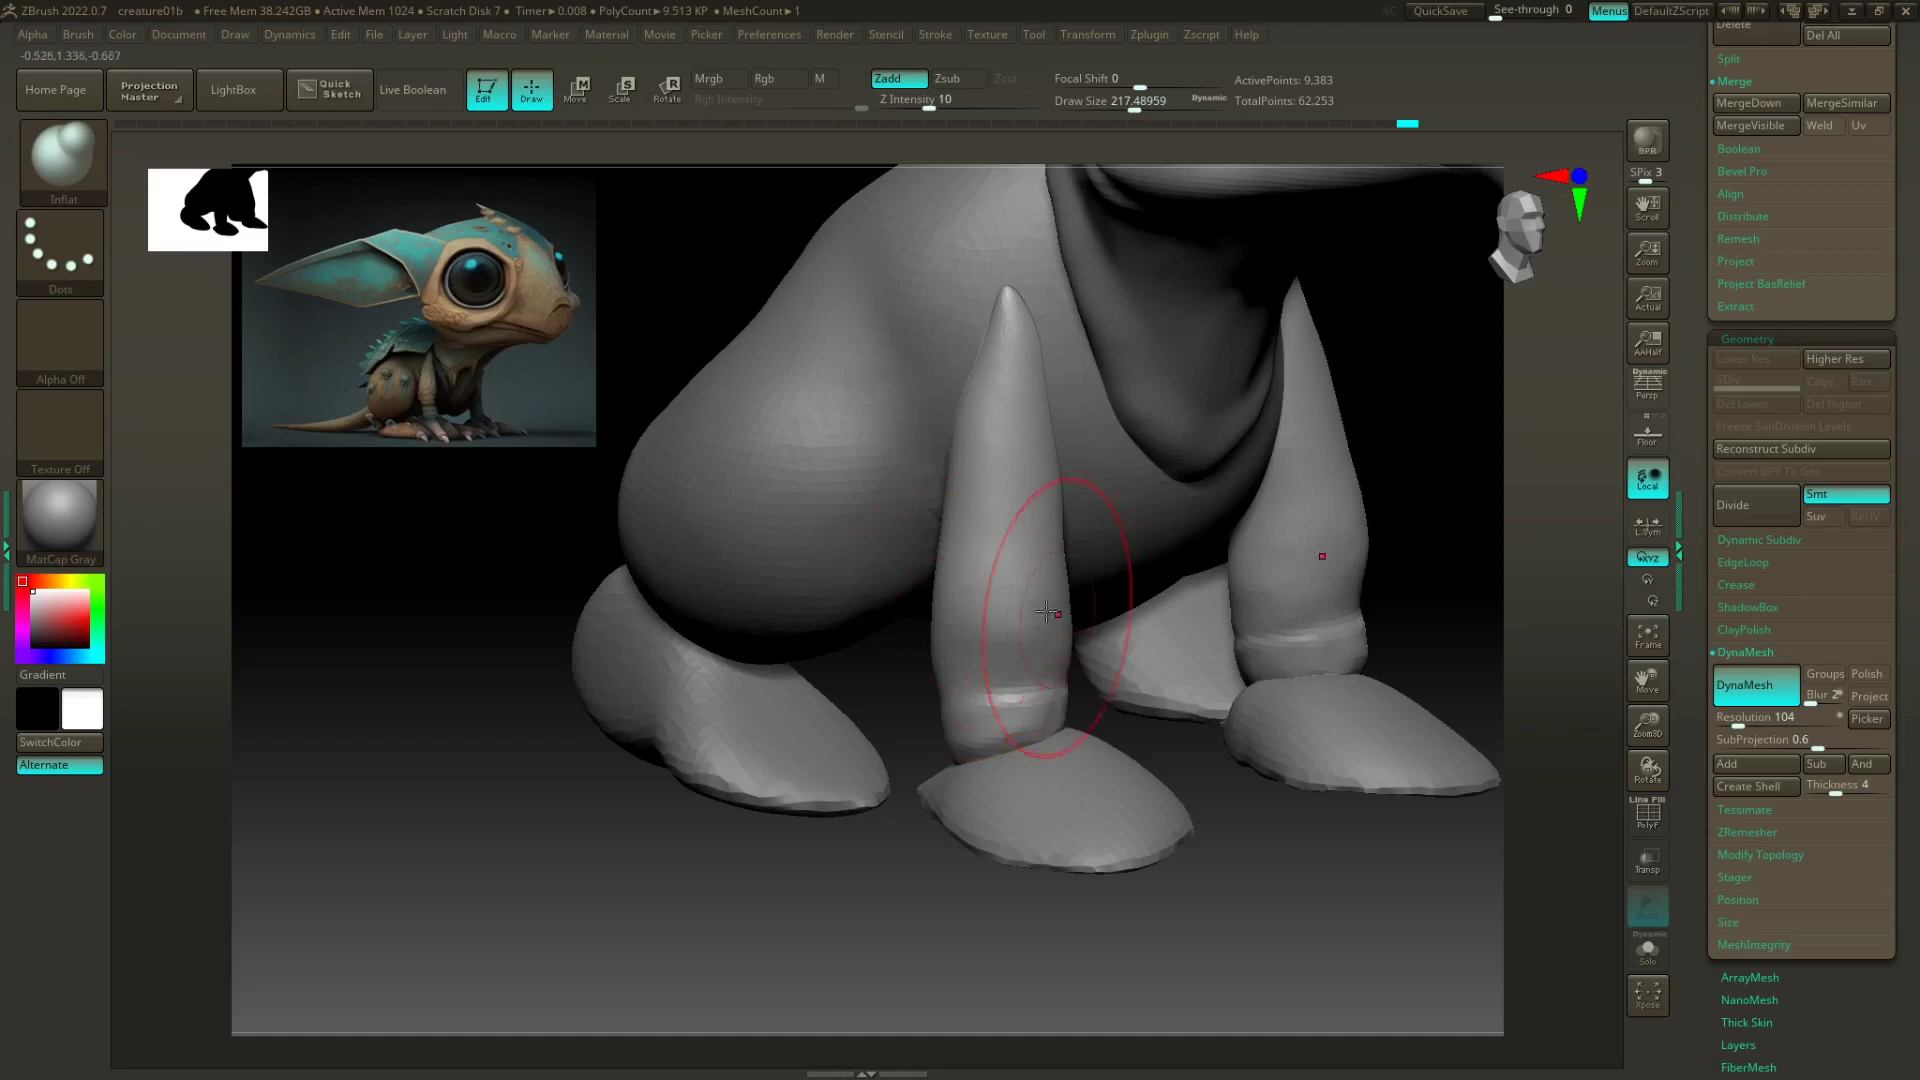 ZBrush 2022.0.7 creature01b • Free Mem 38.242GB • Active Mem 1024 • Scratch Disk 7 • Timer▸0.008 • PolyCount▸9.513 KP • MeshCount▸1 AC QuickSave See-through 0 Menus DefaultZScript
Alpha Brush Color Document Draw Dynamics Edit File Layer Light Macro Marker Material Movie Picker Preferences Render Stencil Stroke Texture Tool Transform Zplugin Zscript Help
-0.528,1.336,-0.667
Home Page
Projection Master
LightBox
Quick Sketch
Live Boolean
Edit
Draw
Move
Scale
Rotate
Mrgb Rgb M
Rgb Intensity
Zadd Zsub Zcut
Z Intensity 10
Focal Shift 0
Draw Size 217.48959
Dynamic
ActivePoints: 9,383
TotalPoints: 62,253
Inflat
Dots
Alpha Off
Texture Off
MatCap Gray
Gradient
SwitchColor
Alternate
BPR
SPix 3
Scroll
Zoom
Actual
AAHalf
Dynamic
Persp
Floor
Local
L.Sym
XYZ
Frame
Move
Zoom3D
Rotate
Line Fill
PolyF
Transp
Dynamic
Solo
Xpose
Delete
Del All
Split
Merge
MergeDown MergeSimilar
MergeVisible Weld Uv
Boolean
Bevel Pro
Align
Distribute
Remesh
Project
Project BasRelief
Extract
Geometry
Lower Res Higher Res
SDiv Cage Rstr
Del Lower Del Higher
Freeze SubDivision Levels
Reconstruct Subdiv
Convert BPR To Geo
Divide Smt
Suv ReUV
Dynamic Subdiv
EdgeLoop
Crease
ShadowBox
ClayPolish
DynaMesh
DynaMesh Groups Polish
Blur 2 Project
Resolution 104 Picker
SubProjection 0.6
Add Sub And
Create Shell Thickness 4
Tessimate
ZRemesher
Modify Topology
Stager
Position
Size
MeshIntegrity
ArrayMesh
NanoMesh
Thick Skin
Layers
FiberMesh